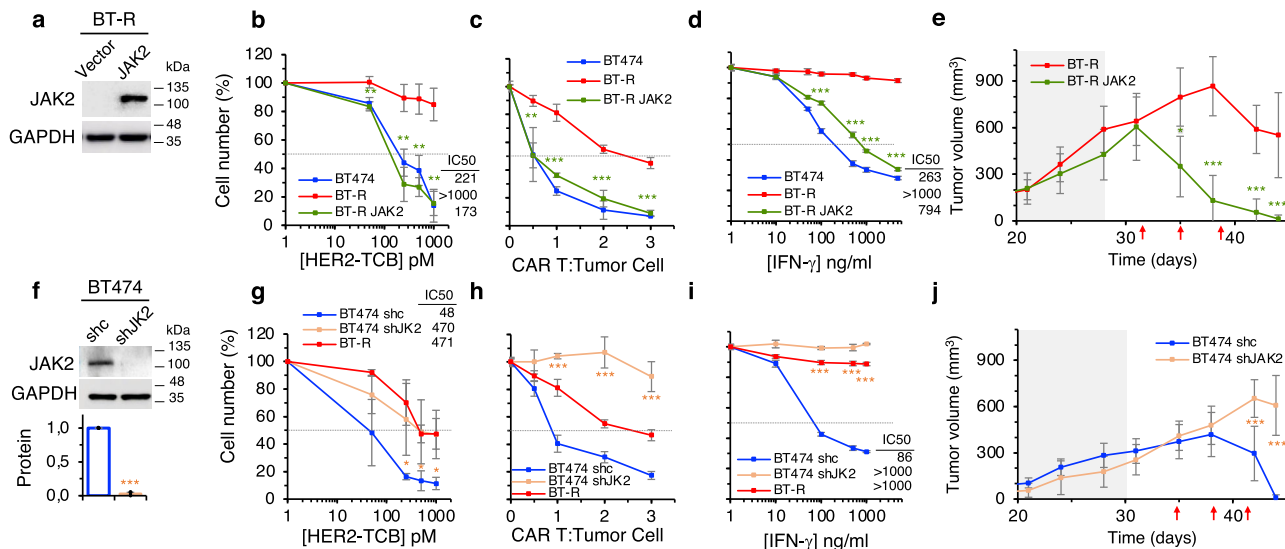 a
BT-R
Vector
JAK2
kDa
JAK2
135
100
GAPDH
48
35
b
Cell number (%)
120
100
80
60
40
20
0
**
**
**
**
BT474
BT-R
BT-R JAK2
IC50
221
>1000
173
1
10
100
1000
[HER2-TCB] pM
c
BT474
BT-R
BT-R JAK2
**
***
***
***
0
1
2
3
CAR T:Tumor Cell
d
***
***
***
***
BT474
BT-R
BT-R JAK2
IC50
263
>1000
794
1
10
100
1000
[IFN-γ] ng/ml
e
Tumor volume (mm3)
900
600
300
0
BT-R
BT-R JAK2
*
***
***
***
20
30
40
Time (days)
f
BT474
shc
shJK2
kDa
JAK2
135
100
GAPDH
48
35
Protein
1,0
0,5
0,0
***
g
BT474 shc
BT474 shJK2
BT-R
IC50
48
470
471
Cell number (%)
120
100
80
60
40
20
0
*
*
*
1
10
100
1000
[HER2-TCB] pM
h
***
***
***
BT474 shc
BT474 shJK2
BT-R
0
1
2
3
CAR T:Tumor Cell
i
***
***
***
BT474 shc
BT474 shJK2
BT-R
IC50
86
>1000
>1000
1
10
100
1000
[IFN-γ] ng/ml
j
Tumor volume (mm3)
900
600
300
0
BT474 shc
BT474 shJAK2
***
***
20
30
40
Time (days)